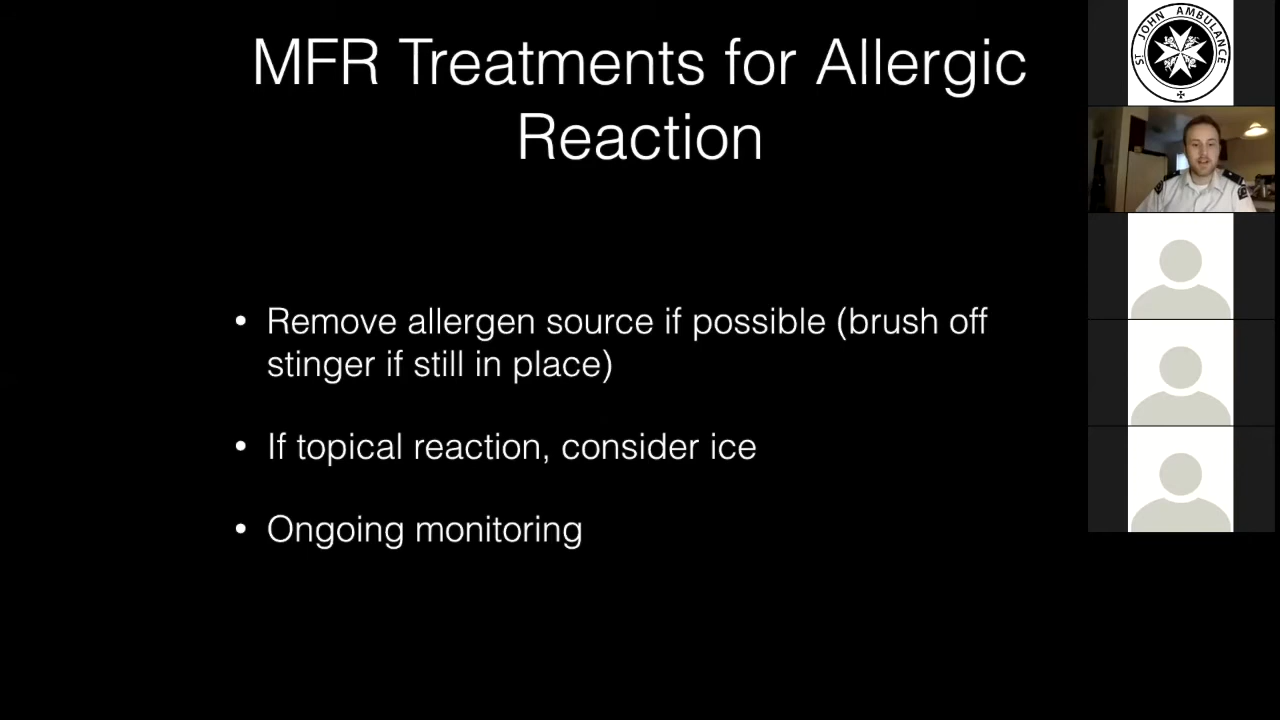 MFR Treatments for Allergic
Reaction
• Remove allergen source if possible (brush off
stinger if still in place)
• If topical reaction, consider ice
• Ongoing monitoring
ST JOHN AMBULANCE